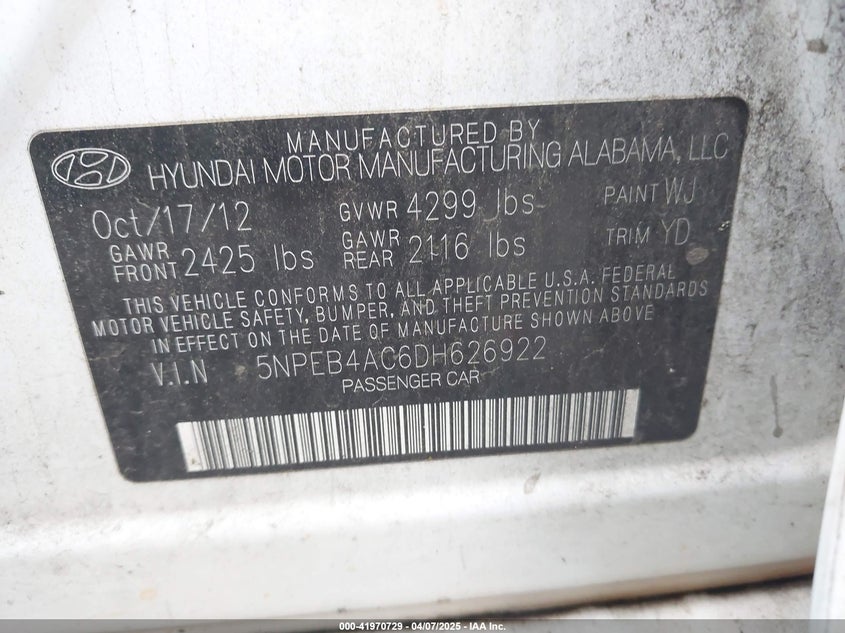 MANUFACTURED BY
HYUNDAI MOTOR MANUFACTURING ALABAMA, LLC
Oct/17/12 GVWR 4299 lbs PAINT WJ
GAWR FRONT 2425 lbs GAWR REAR 2116 lbs TRIM YD
THIS VEHICLE CONFORMS TO ALL APPLICABLE U.S.A. FEDERAL
MOTOR VEHICLE SAFETY, BUMPER, AND THEFT PREVENTION STANDARDS
IN EFFECT ON THE DATE OF MANUFACTURE SHOWN ABOVE
V.I.N 5NPEB4AC6DH626922
PASSENGER CAR
000-41970729 - 04/07/2025 - IAA Inc.